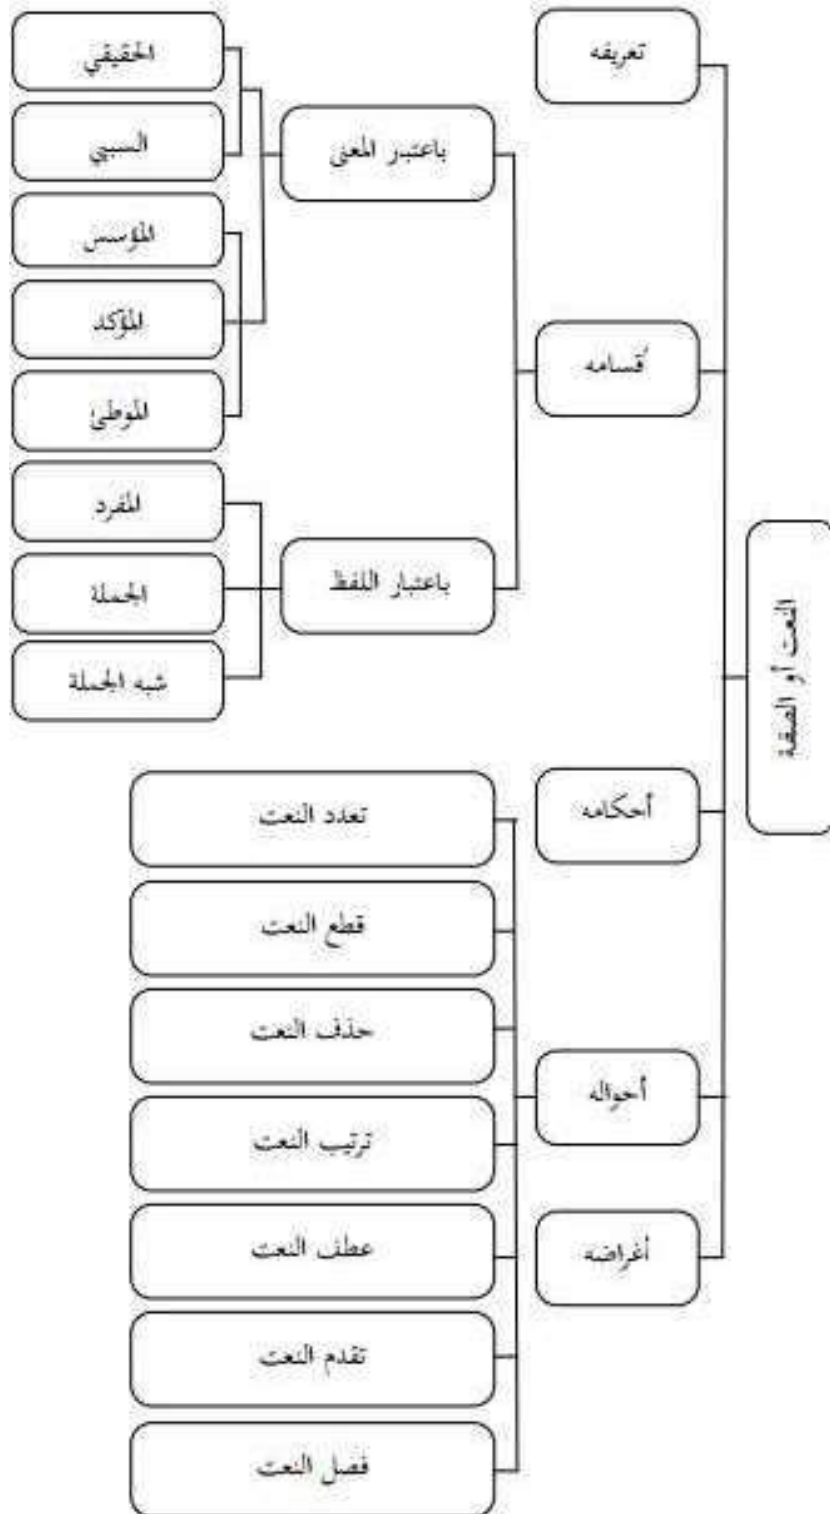 النعت أو الصفة
تعريفه
أقسامه
باعتبار المعنى
الحقيقي
السببي
المؤسس
المؤكد
الموطئ
باعتبار اللفظ
المفرد
الجملة
شبه الجملة
أحكامه
أحواله
تعدد النعت
قطع النعت
حذف النعت
ترتيب النعت
عطف النعت
تقدم النعت
فصل النعت
أغراضه